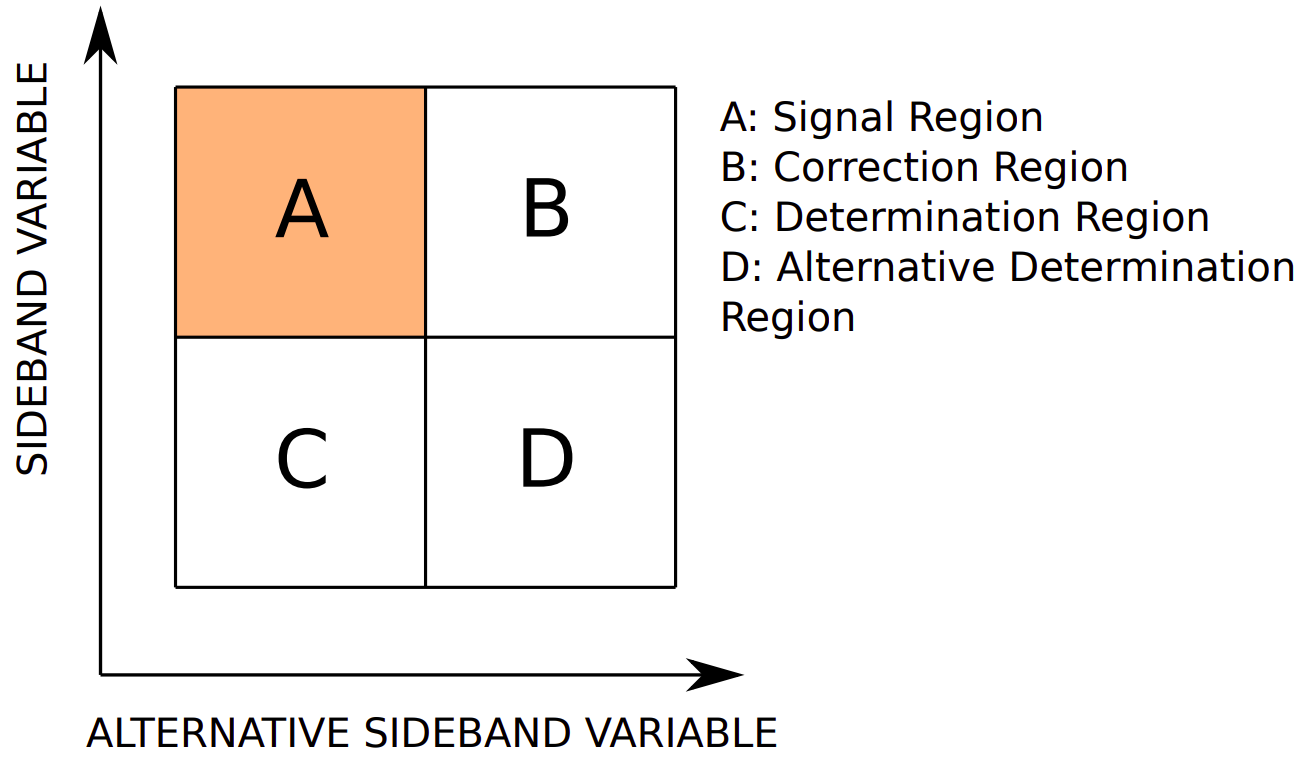 SIDEBAND VARIABLE
A
B
C
D
A: Signal Region
B: Correction Region
C: Determination Region
D: Alternative Determination
Region
ALTERNATIVE SIDEBAND VARIABLE